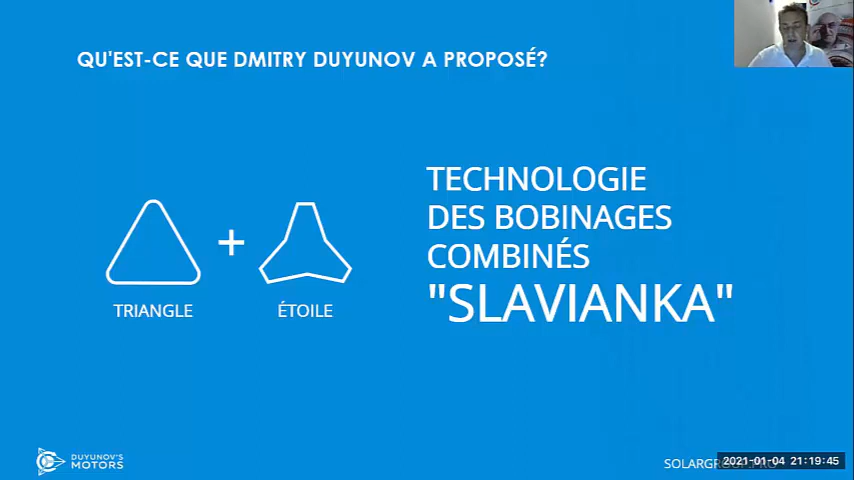 QU'EST-CE QUE DMITRY DUYUNOV A PROPOSÉ?
TECHNOLOGIE
DES BOBINAGES
COMBINÉS
"SLAVIANKA"
TRIANGLE
+
ÉTOILE
DUYUNOV'S
MOTORS
2021-01-04 21:19:45